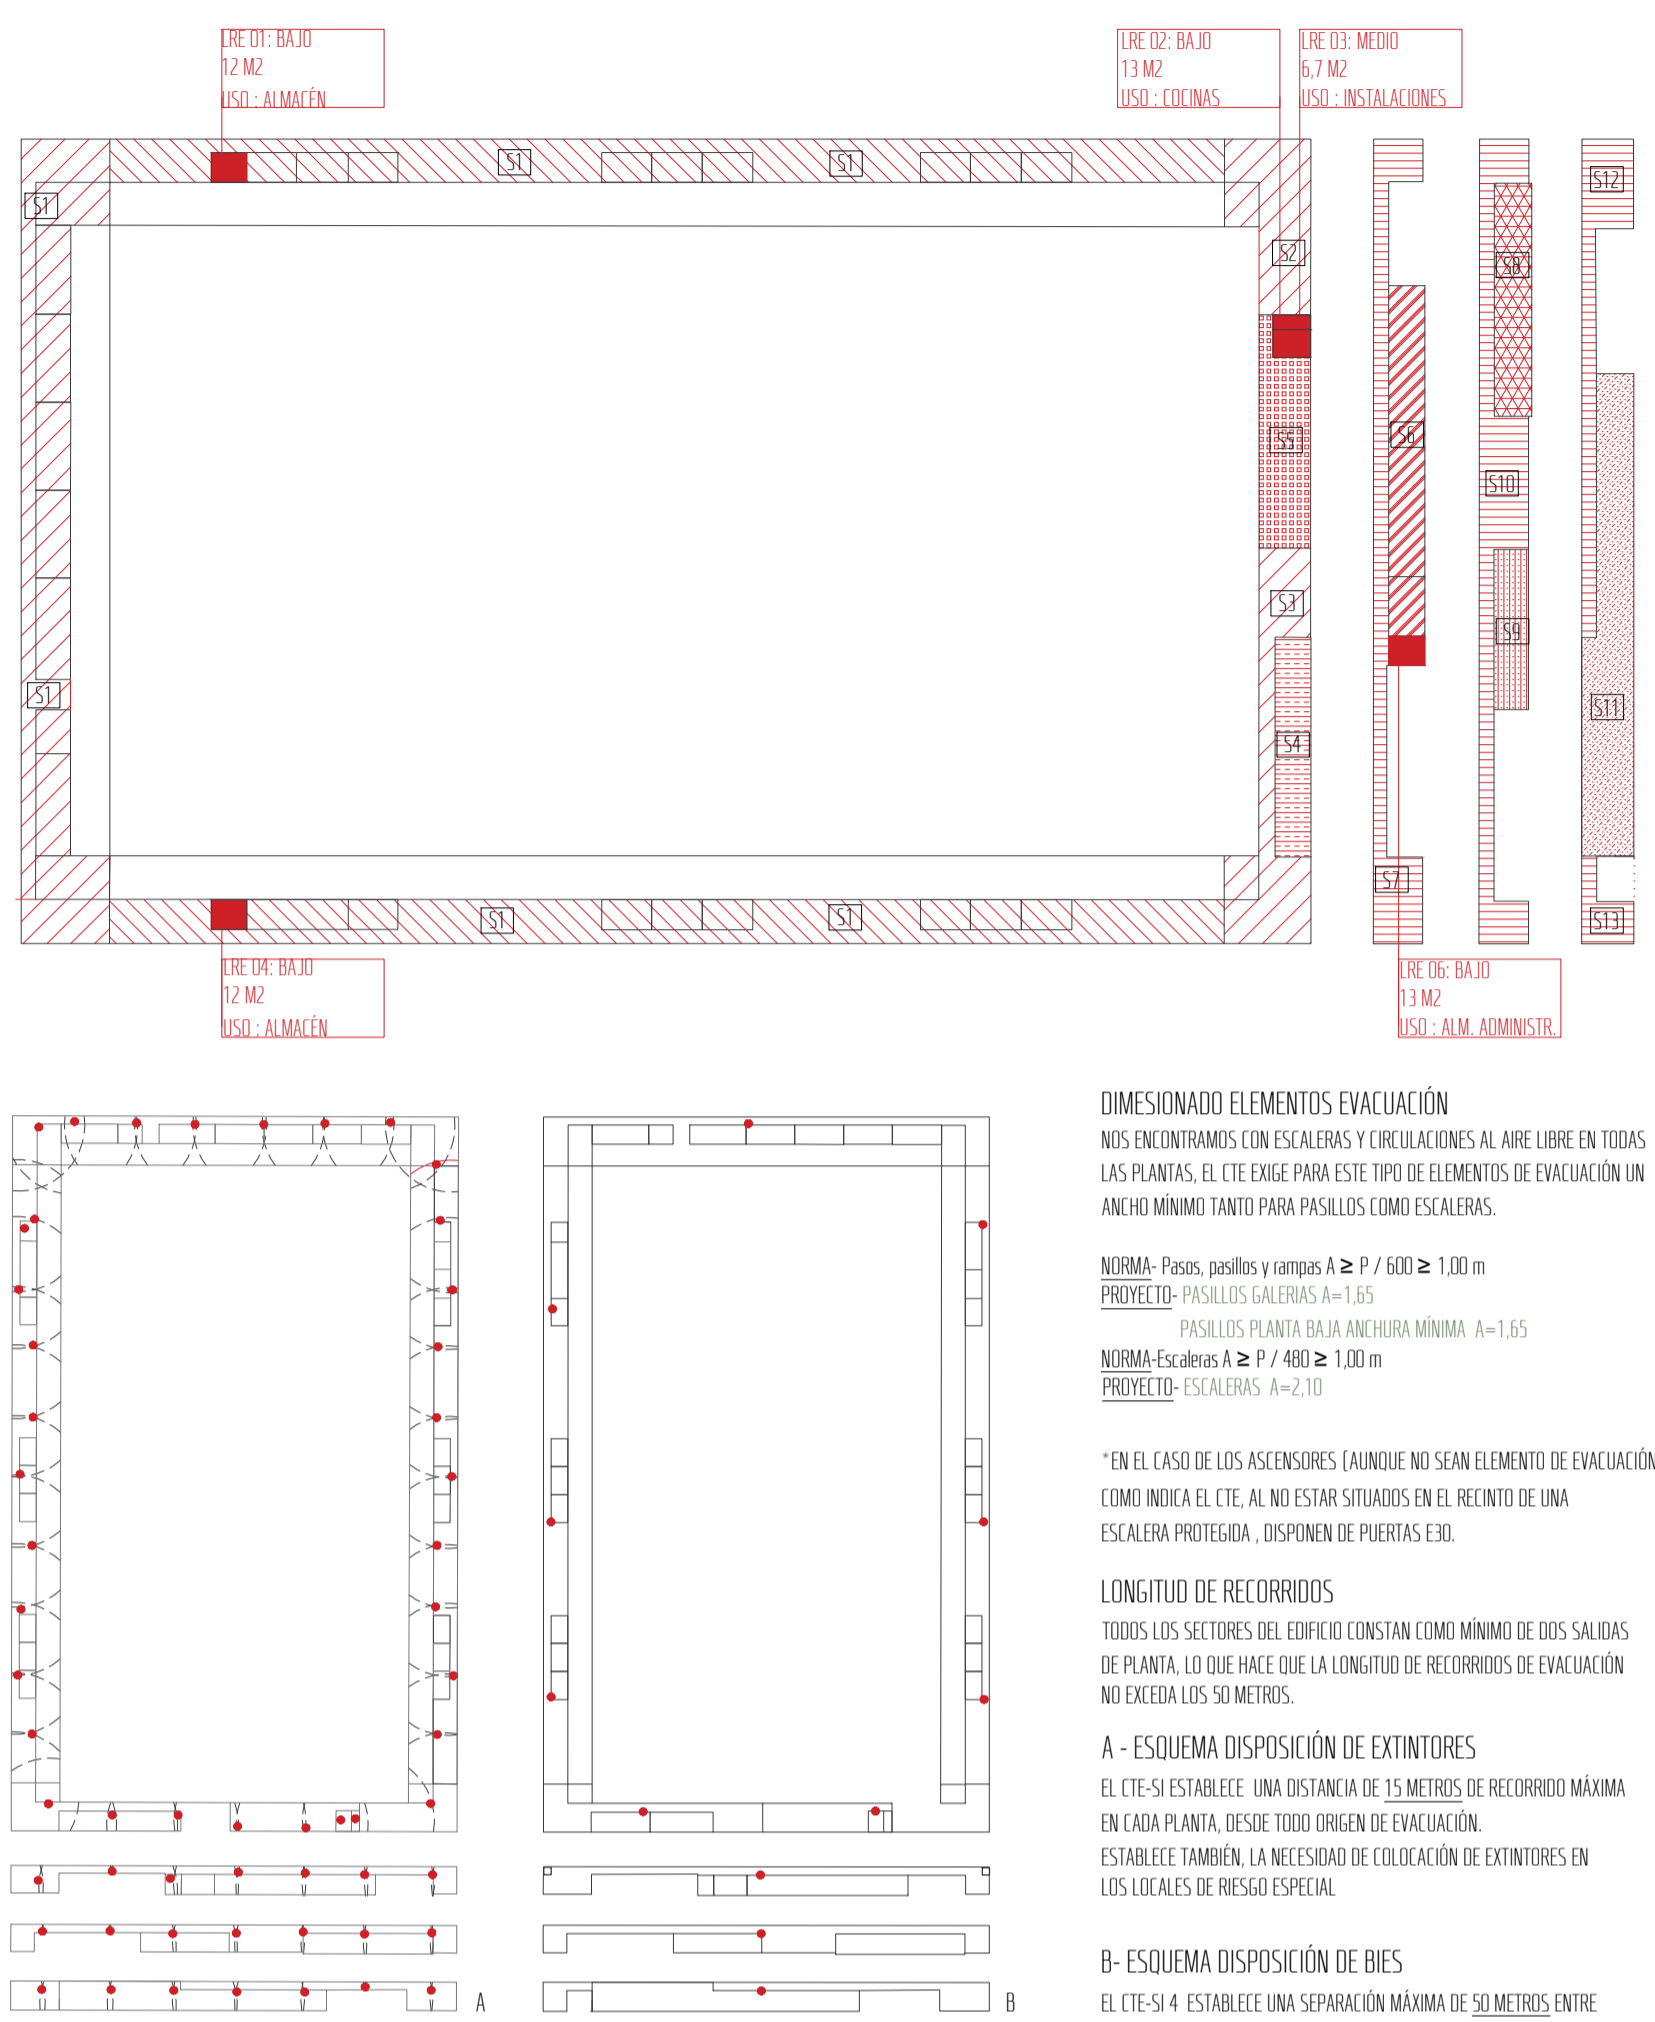 LRE 01: BAJO
12 M2
USO : ALMACÉN
LRE 02: BAJO
13 M2
USO : COCINAS
LRE 03: MEDIO
6,7 M2
USO : INSTALACIONES
S1
S1
S12
S1
S2
S8
S6
S5
S10
S3
S9
S1
S11
S4
S7
S1
S1
S13
LRE 04: BAJO
12 M2
USO : ALMACÉN
LRE 06: BAJO
13 M2
USO : ALM. ADMINISTR.
DIMESIONADO ELEMENTOS EVACUACIÓN
NOS ENCONTRAMOS CON ESCALERAS Y CIRCULACIONES AL AIRE LIBRE EN TODAS
LAS PLANTAS, EL CTE EXIGE PARA ESTE TIPO DE ELEMENTOS DE EVACUACIÓN UN
ANCHO MÍNIMO TANTO PARA PASILLOS COMO ESCALERAS.
NORMA- Pasos, pasillos y rampas A ≥ P / 600 ≥ 1,00 m
PROYECTO- PASILLOS GALERIAS A=1,65
PASILLOS PLANTA BAJA ANCHURA MÍNIMA A=1,65
NORMA-Escaleras A ≥ P / 480 ≥ 1,00 m
PROYECTO- ESCALERAS A=2,10
*EN EL CASO DE LOS ASCENSORES (AUNQUE NO SEAN ELEMENTO DE EVACUACIÓN
COMO INDICA EL CTE, AL NO ESTAR SITUADOS EN EL RECINTO DE UNA
ESCALERA PROTEGIDA , DISPONEN DE PUERTAS E30.
LONGITUD DE RECORRIDOS
TODOS LOS SECTORES DEL EDIFICIO CONSTAN COMO MÍNIMO DE DOS SALIDAS
DE PLANTA, LO QUE HACE QUE LA LONGITUD DE RECORRIDOS DE EVACUACIÓN
NO EXCEDA LOS 50 METROS.
A - ESQUEMA DISPOSICIÓN DE EXTINTORES
EL CTE-SI ESTABLECE UNA DISTANCIA DE 15 METROS DE RECORRIDO MÁXIMA
EN CADA PLANTA, DESDE TODO ORIGEN DE EVACUACIÓN.
ESTABLECE TAMBIÉN, LA NECESIDAD DE COLOCACIÓN DE EXTINTORES EN
LOS LOCALES DE RIESGO ESPECIAL
B- ESQUEMA DISPOSICIÓN DE BIES
EL CTE-SI 4 ESTABLECE UNA SEPARACIÓN MÁXIMA DE 50 METROS ENTRE
A
B